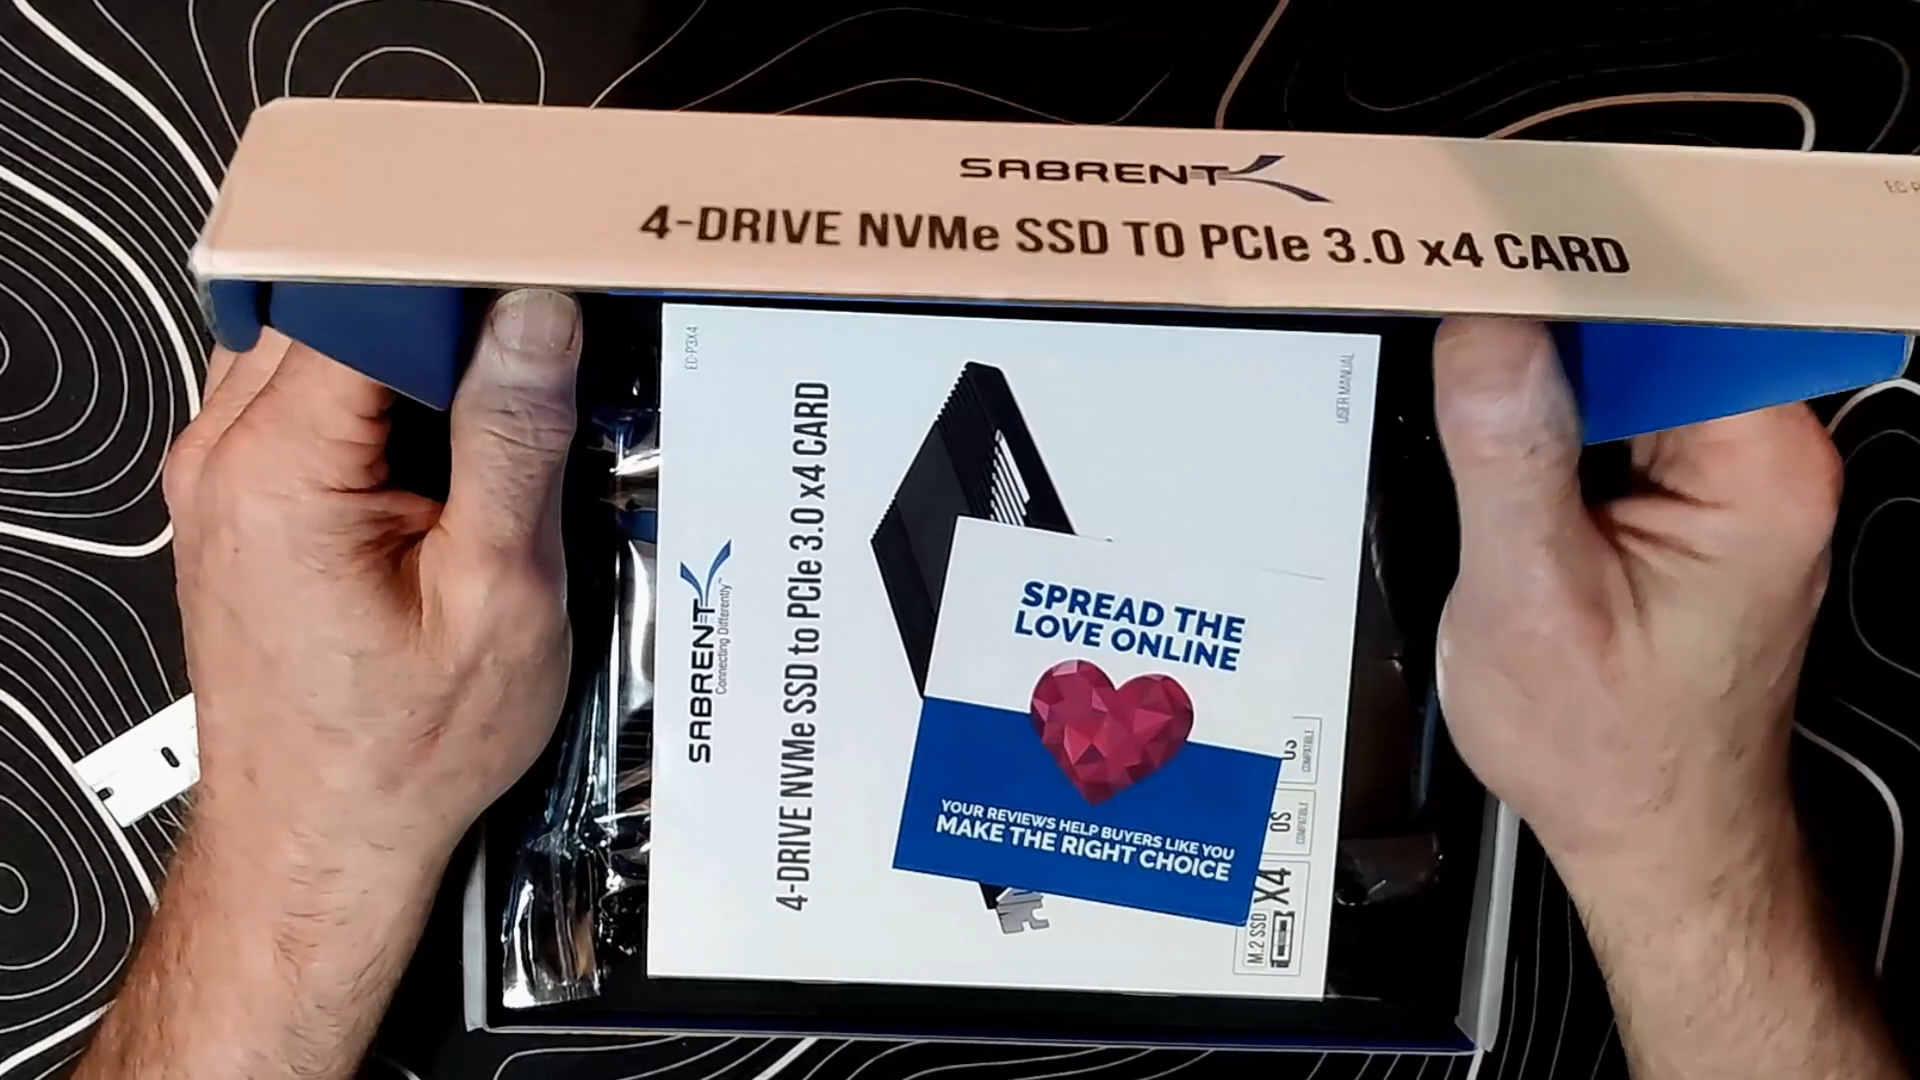 SABRENT
4-DRIVE NVMe SSD TO PCIe 3.0 x4 CARD
EC-P3X4
USER MANUAL
SABRENT
Connecting Differently™
4-DRIVE NVMe SSD to PCIe 3.0 x4 CARD
SPREAD THE
LOVE ONLINE
YOUR REVIEWS HELP BUYERS LIKE YOU
MAKE THE RIGHT CHOICE
OS
COMPATIBLE
COMPATIBLE
M.2 SSD
X4